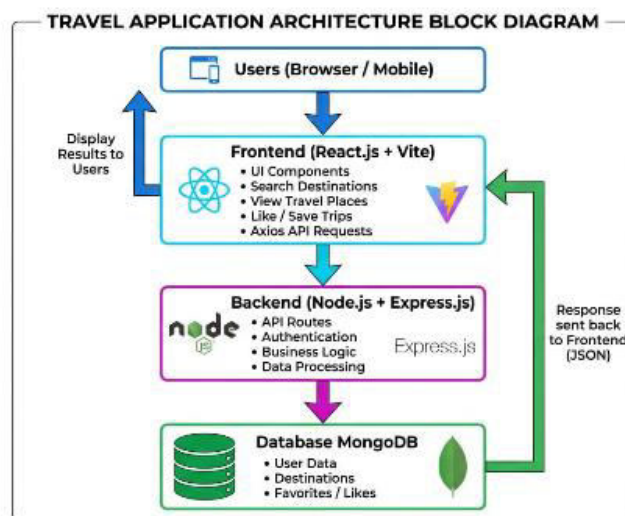 TRAVEL APPLICATION ARCHITECTURE BLOCK DIAGRAM
Users (Browser / Mobile)
Display
Results to
Users
Frontend (React.js + Vite)
• UI Components
• Search Destinations
• View Travel Places
• Like / Save Trips
• Axios API Requests
Backend (Node.js + Express.js)
node
JS
• API Routes
• Authentication
• Business Logic
• Data Processing
Express.js
Response
sent back
to Frontend
(JSON)
Database MongoDB
• User Data
• Destinations
• Favorites / Likes